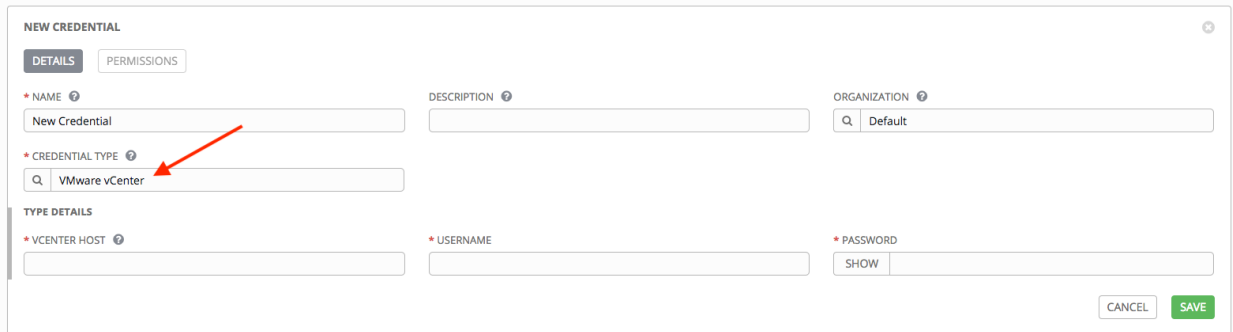 NEW CREDENTIAL
DETAILS PERMISSIONS
* NAME DESCRIPTION ORGANIZATION
New Credential Default
* CREDENTIAL TYPE
VMware vCenter
TYPE DETAILS
* VCENTER HOST * USERNAME * PASSWORD
SHOW
CANCEL SAVE